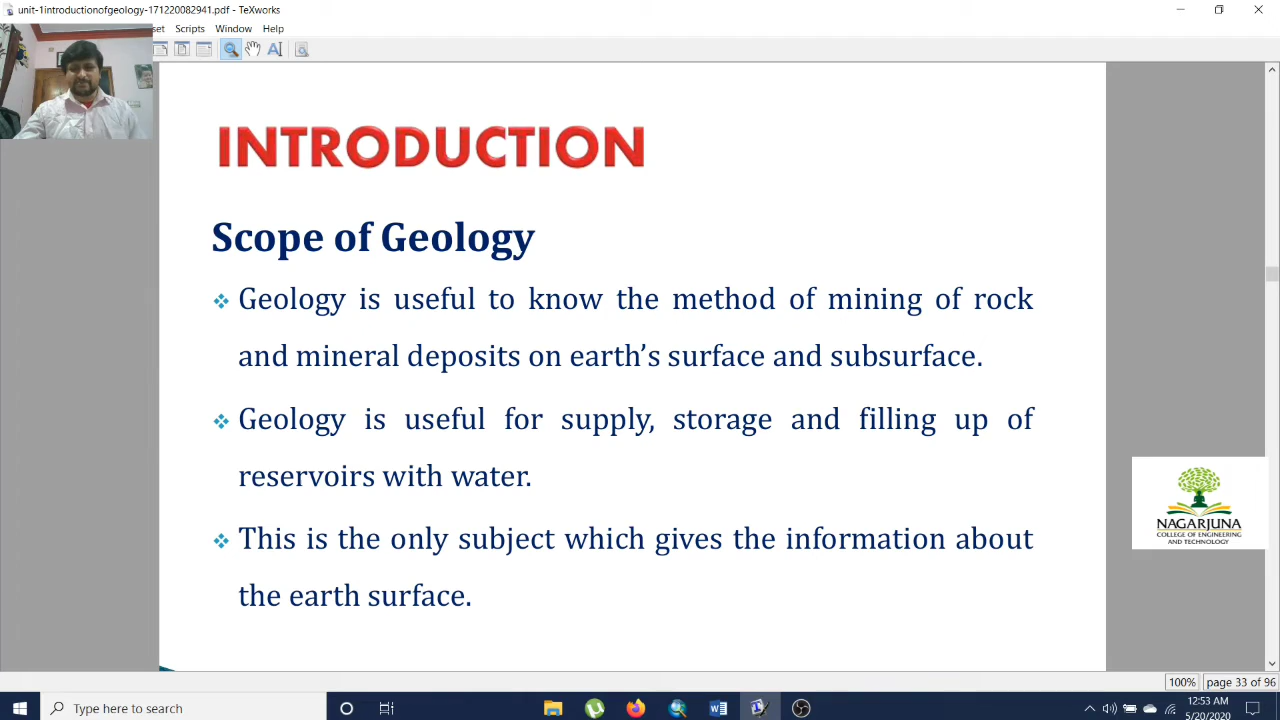 unit-1introductionofgeology-171220082941.pdf - TeXworks
set Scripts Window Help
INTRODUCTION
Scope of Geology
Geology is useful to know the method of mining of rock
and mineral deposits on earth’s surface and subsurface.
Geology is useful for supply, storage and filling up of
reservoirs with water.
This is the only subject which gives the information about
the earth surface.
NAGARJUNA
COLLEGE OF ENGINEERING
AND TECHNOLOGY
100% page 33 of 96
Type here to search
12:53 AM
5/20/2020